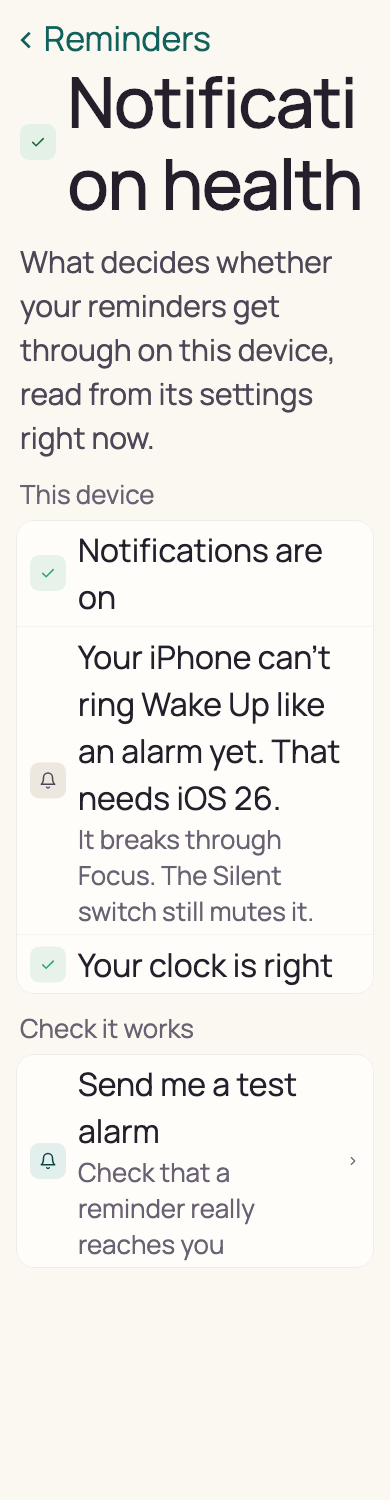 Reminders
Notificati
on health
What decides whether
your reminders get
through on this device,
read from its settings
right now.
This device
Notifications are
on
Your iPhone can’t
ring Wake Up like
an alarm yet. That
needs iOS 26.
It breaks through
Focus. The Silent
switch still mutes it.
Your clock is right
Check it works
Send me a test
alarm
Check that a
reminder really
reaches you